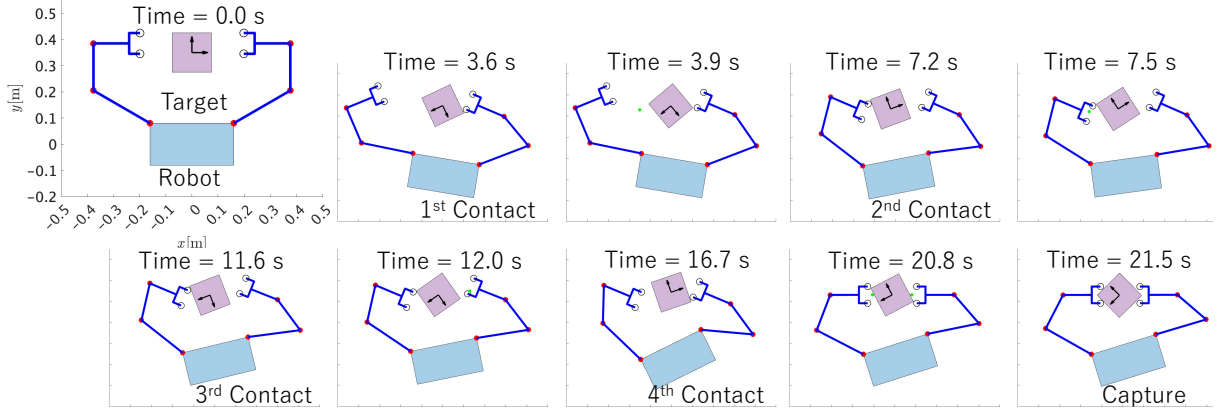 Time = 0.0 s
y[m]
0.5
0.4
0.3
0.2
0.1
0
-0.1
-0.2
Target
Robot
-0.5
-0.4
-0.3
-0.2
-0.1
0
0.1
0.2
0.3
0.4
0.5
x[m]
Time = 3.6 s
1st Contact
Time = 3.9 s
Time = 7.2 s
2nd Contact
Time = 7.5 s
Time = 11.6 s
3rd Contact
Time = 12.0 s
Time = 16.7 s
4th Contact
Time = 20.8 s
Time = 21.5 s
Capture